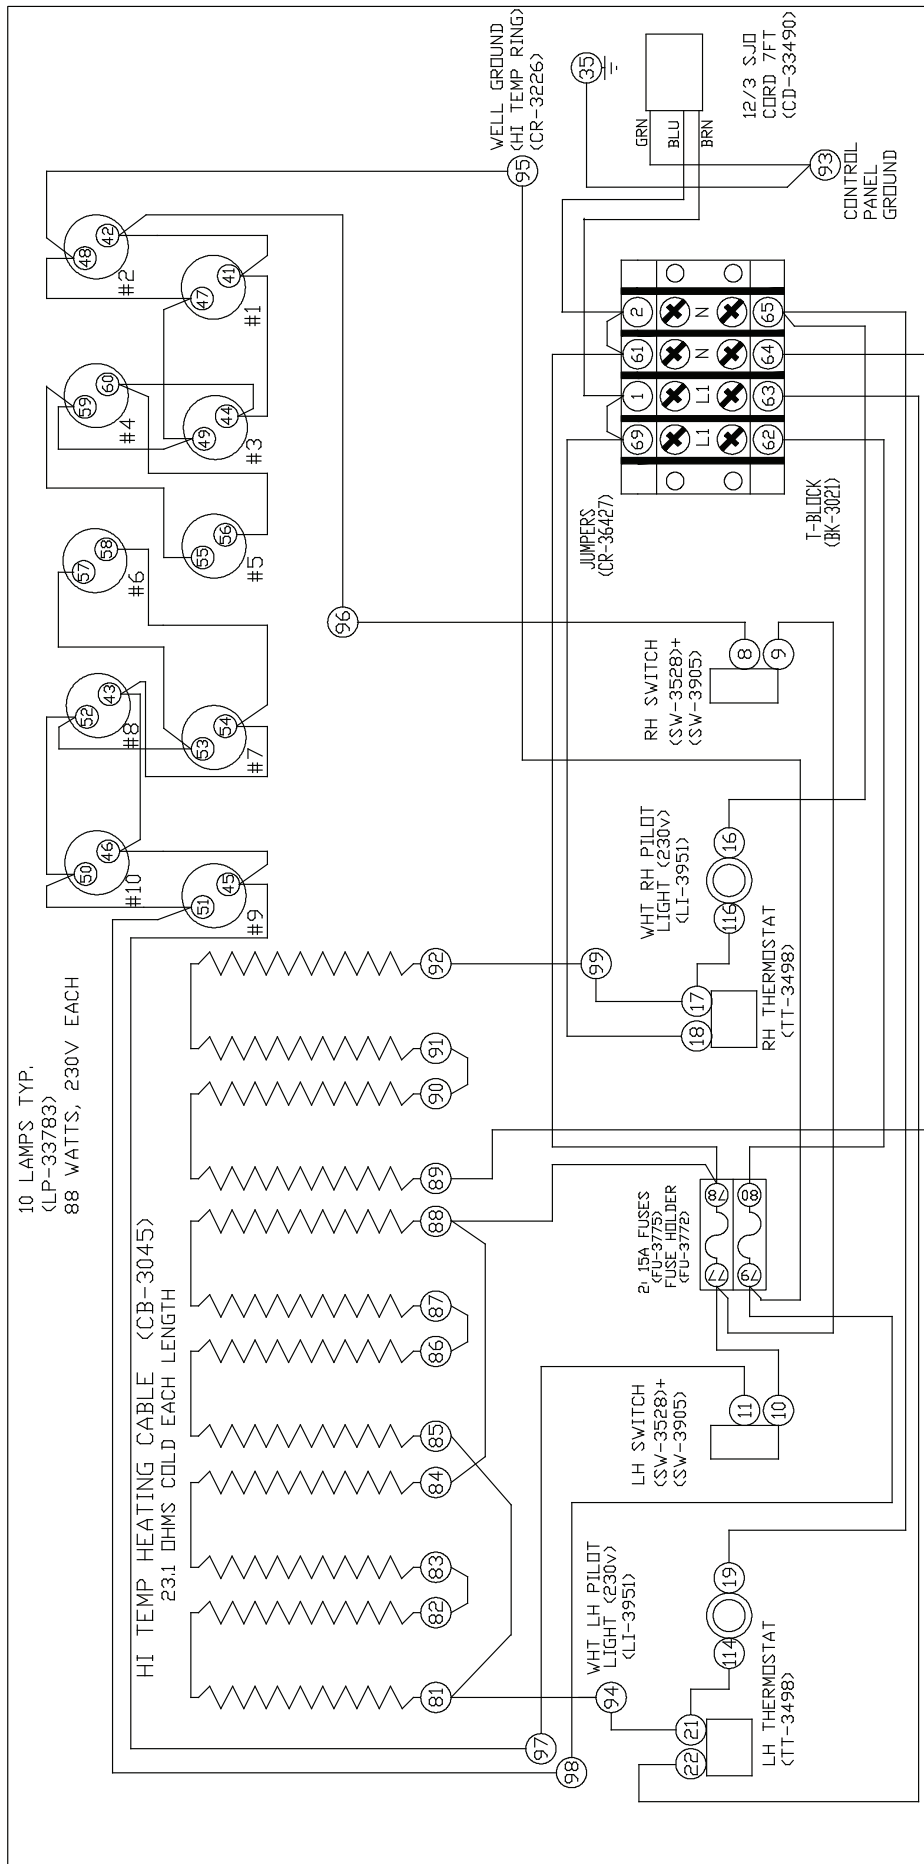 10 LAMPS TYP.
(LP-33783)
88 WATTS, 230V EACH
HI TEMP HEATING CABLE (CB-3045)
23.1 OHMS COLD EACH LENGTH
50
46
#10
51
45
#9
52
43
#8
53
54
#7
57
58
#6
55
56
#5
59
60
#4
49
44
#3
48
42
#2
47
41
#1
81
82
83
84
85
86
87
88
89
90
91
92
97
98
94
99
96
95
WELL GROUND
(HI TEMP RING)
(CR-3226)
35
WHT LH PILOT
LIGHT (230v)
(LI-3951)
22
21
114
19
LH THERMOSTAT
(TT-3498)
LH SWITCH
(SW-3528)+
(SW-3905)
11
10
2: 15A FUSES
(FU-3775)
FUSE HOLDER
(FU-3772)
77
78
79
80
WHT RH PILOT
LIGHT (230v)
(LI-3951)
18
17
116
16
RH THERMOSTAT
(TT-3498)
RH SWITCH
(SW-3528)+
(SW-3905)
8
9
JUMPERS
(CR-36427)
69
1
61
2
L1
L1
N
N
62
63
64
65
T-BLOCK
(BK-3021)
GRN
BLU
BRN
12/3 SJO
CORD 7FT
(CD-33490)
93
CONTROL
PANEL
GROUND